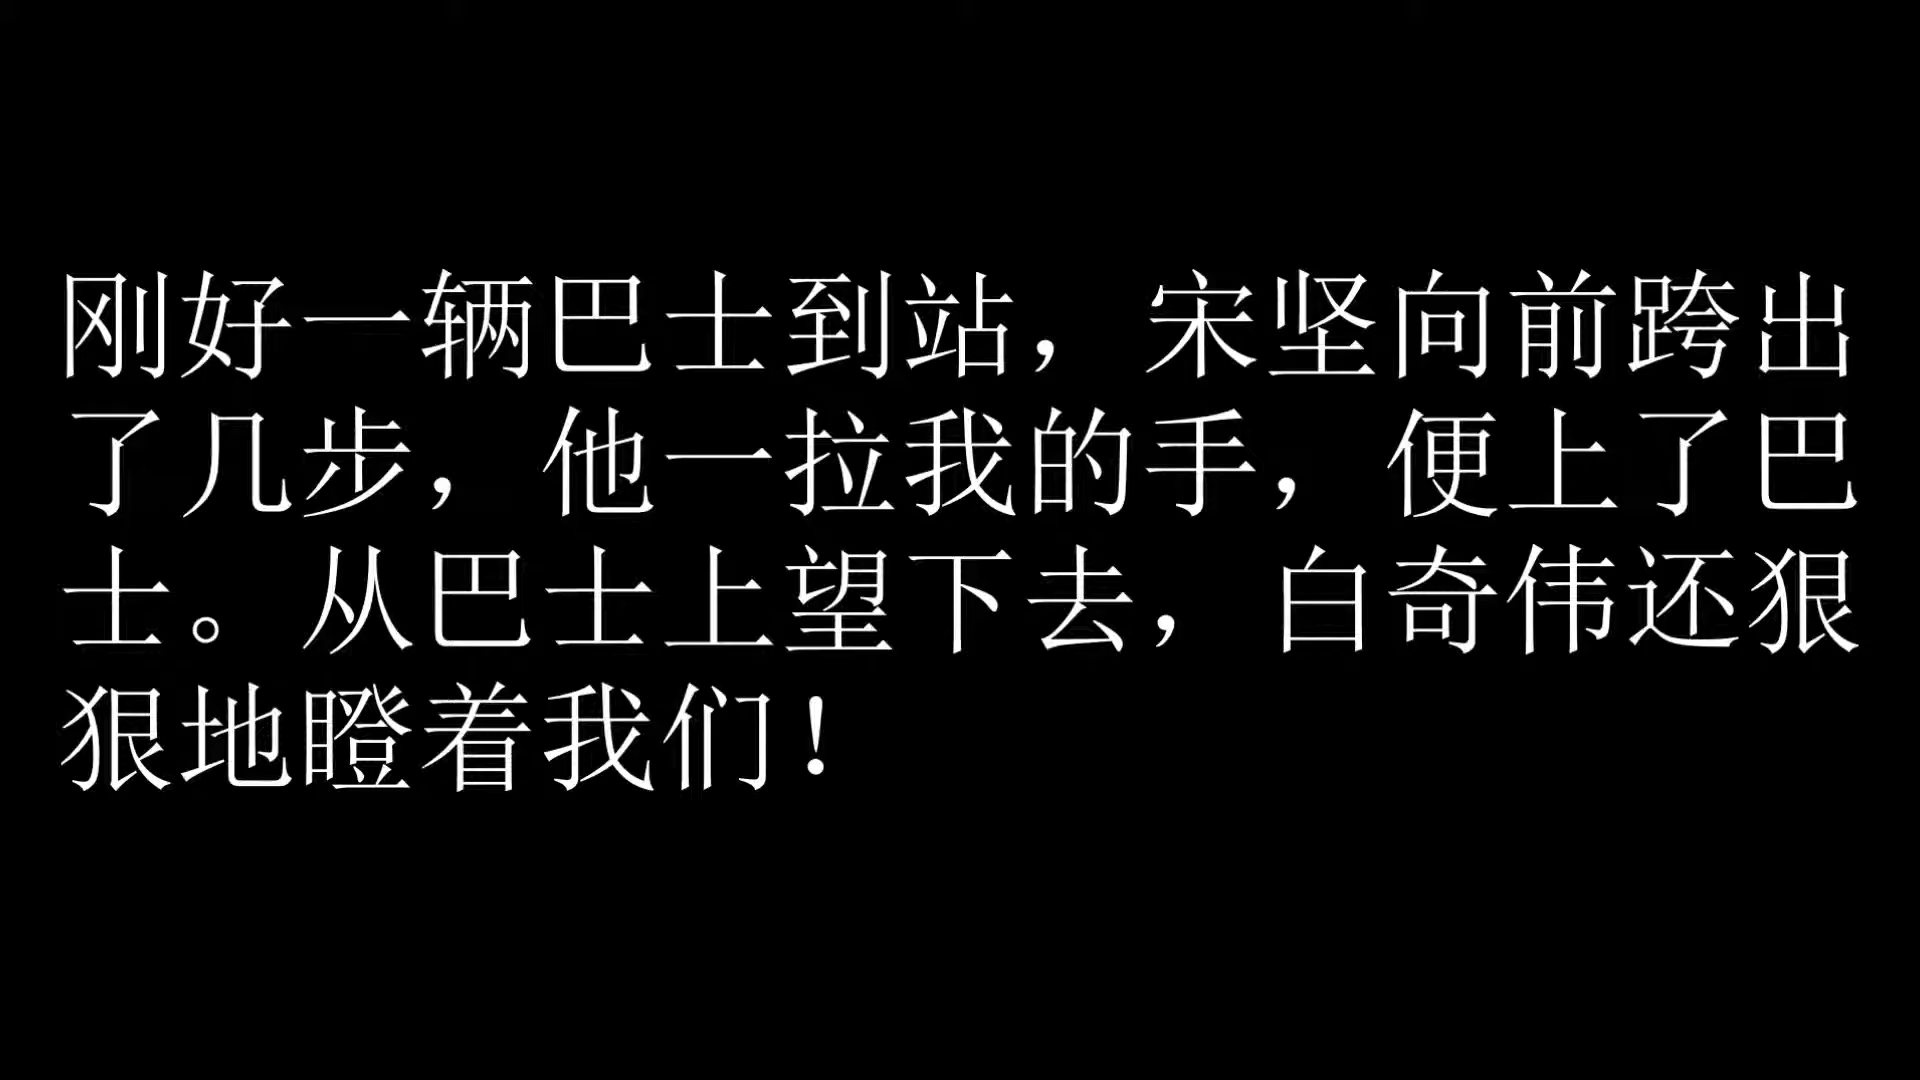 刚好一辆巴士到站，宋坚向前跨出
了几步，他一拉我的手，便上了巴
士。从巴士上望下去，白奇伟还狠
狠地瞪着我们！